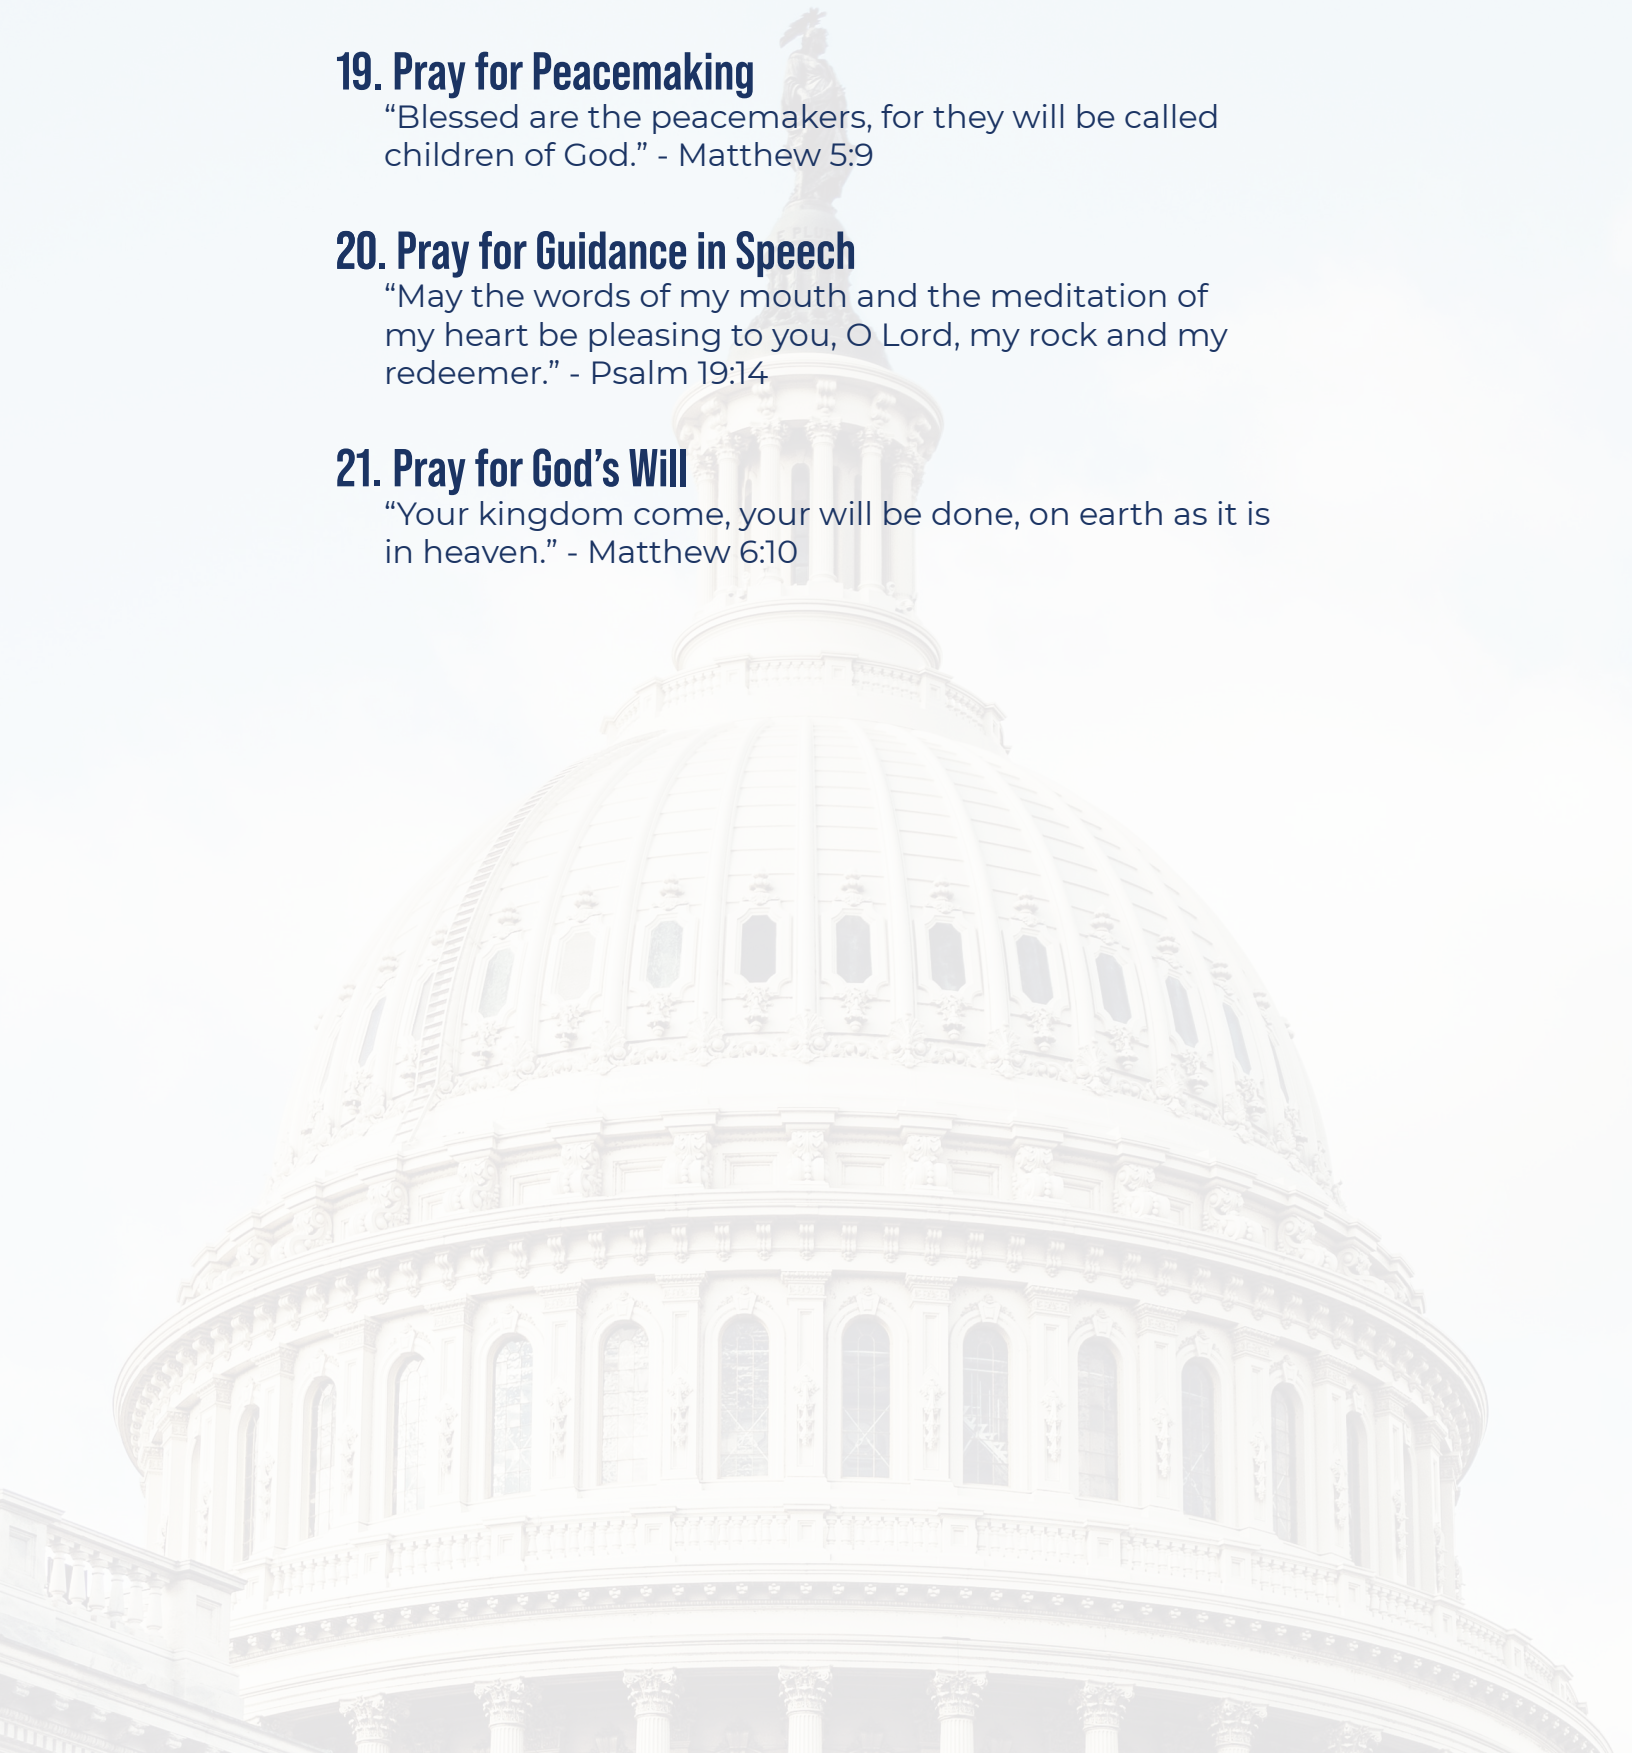 19. Pray for Peacemaking
“Blessed are the peacemakers, for they will be called
children of God.” - Matthew 5:9
20. Pray for Guidance in Speech
“May the words of my mouth and the meditation of
my heart be pleasing to you, O Lord, my rock and my
redeemer.” - Psalm 19:14
21. Pray for God’s Will
“Your kingdom come, your will be done, on earth as it is
in heaven.” - Matthew 6:10